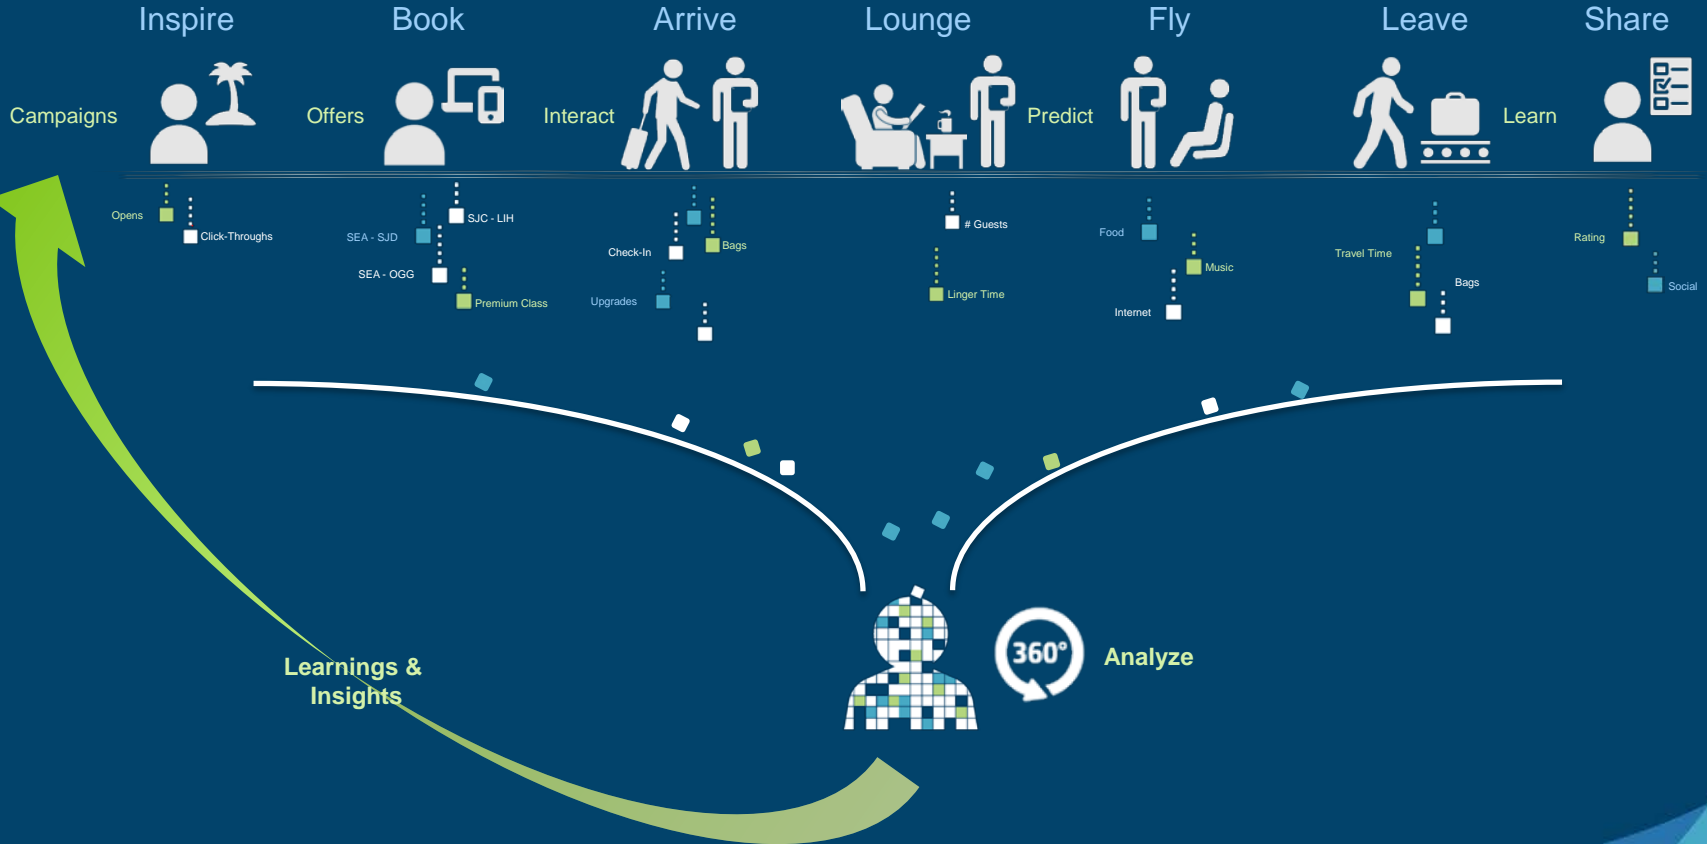 Inspire
Book
Arrive
Lounge
Fly
Leave
Share
Campaigns
Offers
Interact
Predict
Learn
Opens
Click-Throughs
SJC - LIH
SEA - SJD
SEA - OGG
Premium Class
Check-In
Bags
Upgrades
# Guests
Linger Time
Food
Music
Internet
Travel Time
Bags
Rating
Social
360°
Analyze
Learnings &
Insights